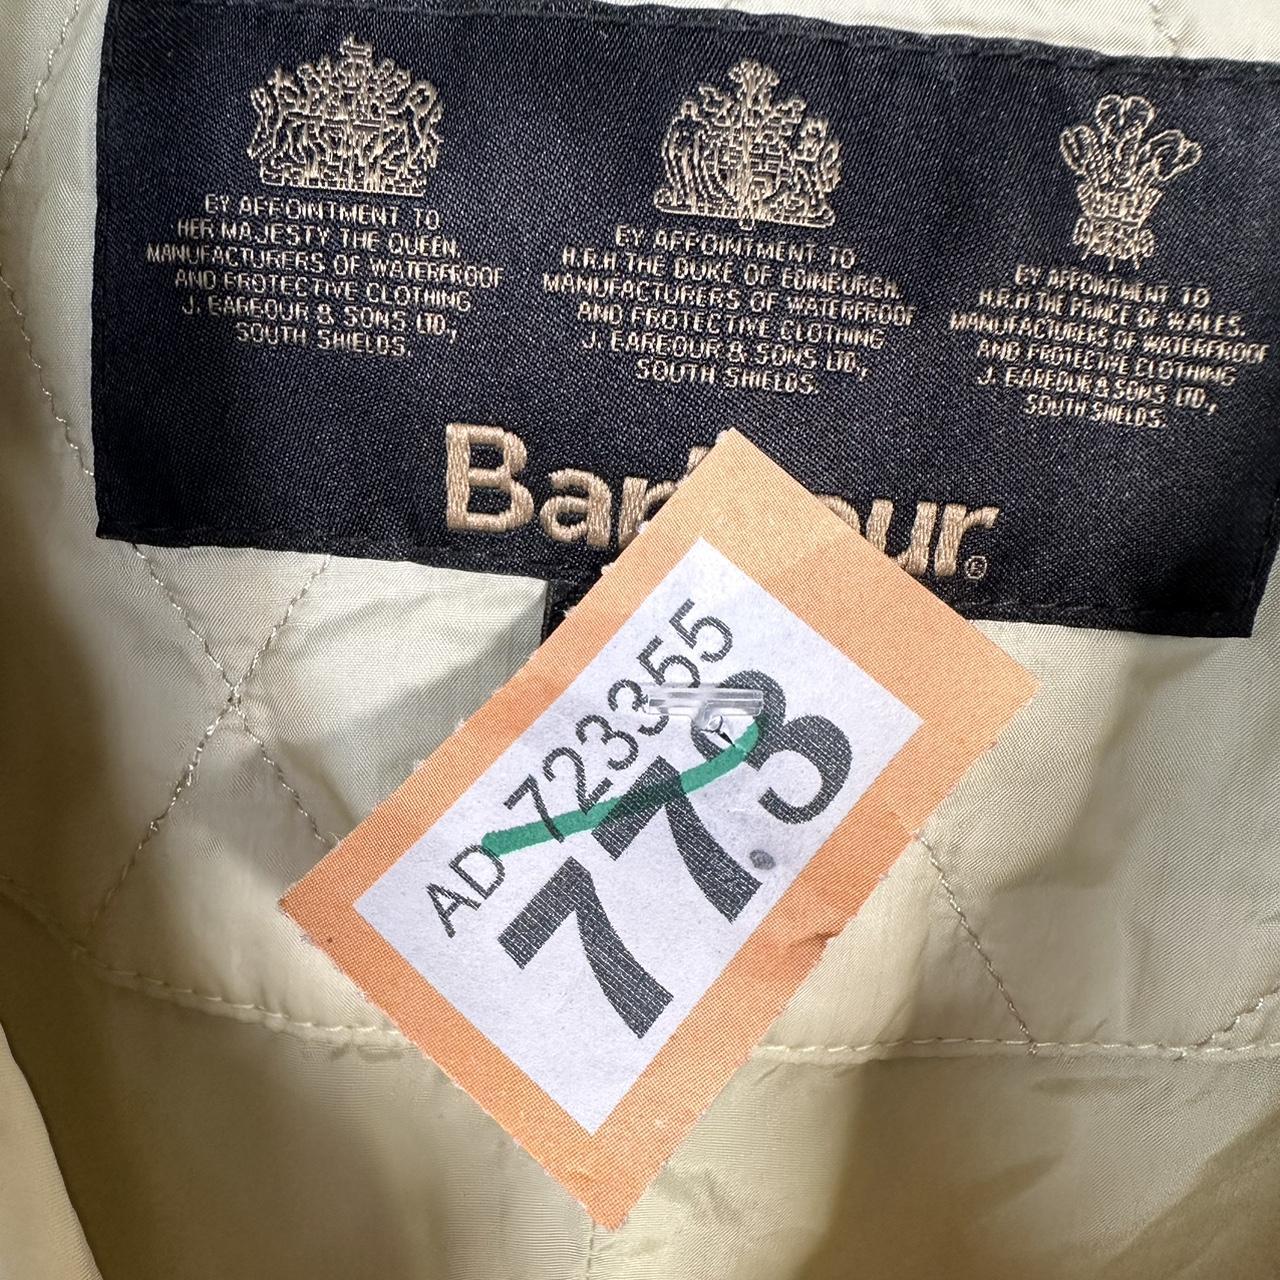 BY APPOINTMENT TO
HER MAJESTY THE QUEEN.
MANUFACTURERS OF WATERPROOF
AND PROTECTIVE CLOTHING
J. BARBOUR & SONS LTD.,
SOUTH SHIELDS.
BY APPOINTMENT TO
H.R.H THE DUKE OF EDINBURGH.
MANUFACTURERS OF WATERPROOF
AND PROTECTIVE CLOTHING
J. BARBOUR & SONS LTD.,
SOUTH SHIELDS.
BY APPOINTMENT TO
H.R.H THE PRINCE OF WALES.
MANUFACTURERS OF WATERPROOF
AND PROTECTIVE CLOTHING
J. BARBOUR & SONS LTD.,
SOUTH SHIELDS.
Barbour®
AD 723355
773